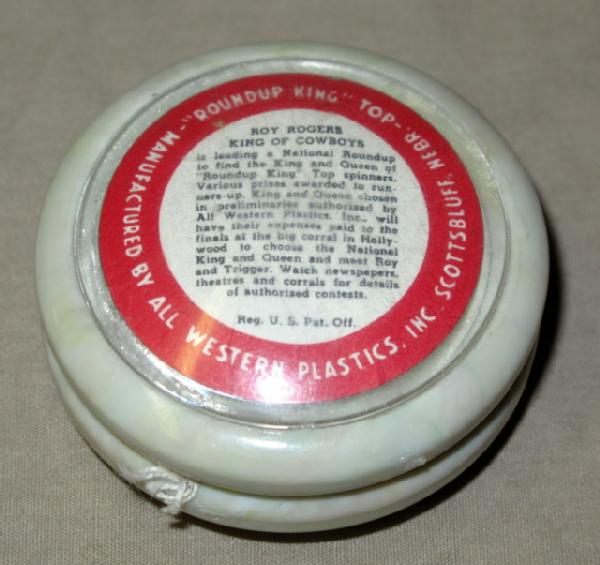 "ROUNDUP KING" TOP-
MANUFACTURED BY ALL WESTERN PLASTICS, INC. SCOTTSBLUFF, NEBR.
ROY ROGERS
KING OF COWBOYS
is leading a National Roundup
to find the King and Queen of
"Roundup King" Top spinners.
Various prizes awarded to run-
ners-up. King and Queen chosen
in preliminaries authorized by
All Western Plastics, Inc., will
have their expenses paid to the
finals at the big corral in Holly-
wood to choose the National
King and Queen and meet Roy
and Trigger. Watch newspapers,
theatres and corrals for details
of authorized contests.
Reg. U. S. Pat. Off.